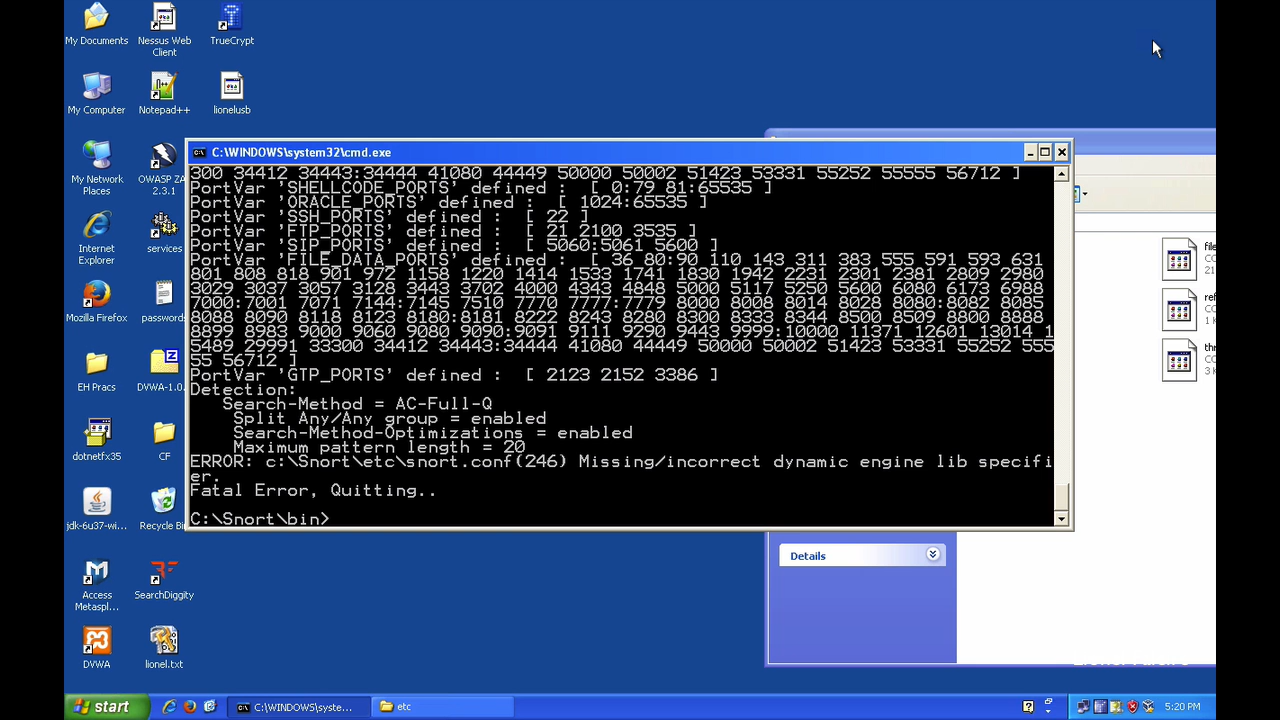 My Documents
Nessus Web
Client
TrueCrypt
My Computer
Notepad++
lionelusb
My Network
Places
OWASP ZA
2.3.1
Internet
Explorer
services
Mozilla Firefox
passwords
EH Pracs
DVWA-1.0.
dotnetfx35
CF
jdk-6u37-wi...
Recycle Bin
Access
Metaspl...
SearchDiggity
DVWA
lionel.txt
C:\WINDOWS\system32\cmd.exe
300 34412 34443:34444 41080 44449 50000 50002 51423 53331 55252 55555 56712 ]
PortVar 'SHELLCODE_PORTS' defined :  [ 0:79 81:65535 ]
PortVar 'ORACLE_PORTS' defined :  [ 1024:65535 ]
PortVar 'SSH_PORTS' defined :  [ 22 ]
PortVar 'FTP_PORTS' defined :  [ 21 2100 3535 ]
PortVar 'SIP_PORTS' defined :  [ 5060:5061 5600 ]
PortVar 'FILE_DATA_PORTS' defined :  [ 36 80:90 110 143 311 383 555 591 593 631
801 808 818 901 972 1158 1220 1414 1533 1741 1830 1942 2231 2301 2381 2809 2980
3029 3037 3057 3128 3443 3702 4000 4343 4848 5000 5117 5250 5600 6080 6173 6988
7000:7001 7071 7144:7145 7510 7770 7777:7779 8000 8008 8014 8028 8080:8082 8085
8088 8090 8118 8123 8180:8181 8222 8243 8280 8300 8333 8344 8500 8509 8800 8888
8899 8983 9000 9060 9080 9090:9091 9111 9290 9443 9999:10000 11371 12601 13014 1
5489 29991 33300 34412 34443:34444 41080 44449 50000 50002 51423 53331 55252 555
55 56712 ]
PortVar 'GTP_PORTS' defined :  [ 2123 2152 3386 ]
Detection:
   Search-Method = AC-Full-Q
    Split Any/Any group = enabled
    Search-Method-Optimizations = enabled
    Maximum pattern length = 20
ERROR: c:\Snort\etc\snort.conf(246) Missing/incorrect dynamic engine lib specifi
er.
Fatal Error, Quitting..
C:\Snort\bin>
Details
start
C:\WINDOWS\syste...
etc
5:20 PM